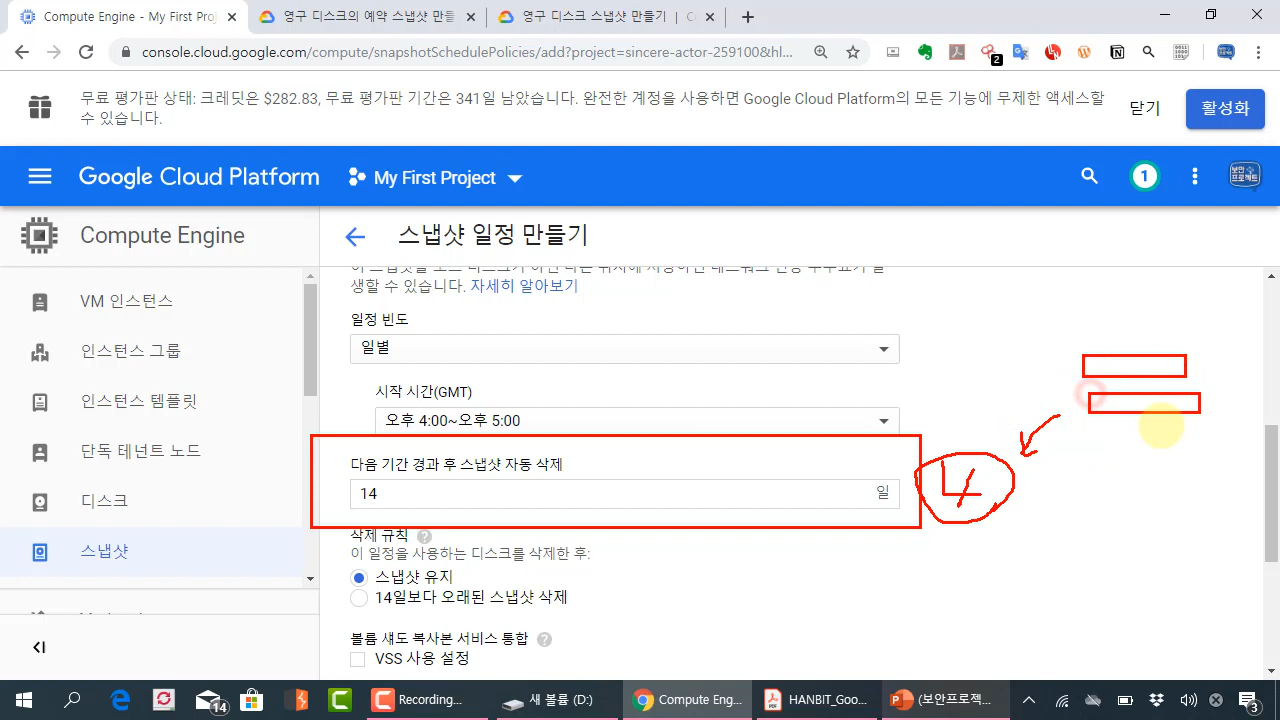 Compute Engine - My First Proj
영구 디스크의 예약 스냅샷 만들
영구 디스크 스냅샷 만들기 | C
console.cloud.google.com/compute/snapshotSchedulePolicies/add?project=sincere-actor-259100&hl...
2
무료 평가판 상태: 크레딧은 $282.83, 무료 평가판 기간은 341일 남았습니다. 완전한 계정을 사용하면 Google Cloud Platform의 모든 기능에 무제한 액세스할
수 있습니다.
닫기
활성화
Google Cloud Platform
My First Project
1
보안
프로젝트
Compute Engine
스냅샷 일정 만들기
VM 인스턴스
인스턴스 그룹
인스턴스 템플릿
단독 테넌트 노드
디스크
스냅샷
생할 수 있습니다. 자세히 알아보기
일정 빈도
일별
시작 시간(GMT)
오후 4:00~오후 5:00
다음 기간 경과 후 스냅샷 자동 삭제
14
일
4
삭제 규칙
이 일정을 사용하는 디스크를 삭제한 후:
스냅샷 유지
14일보다 오래된 스냅샷 삭제
볼륨 섀도 복사본 서비스 통합
VSS 사용 설정
14
Recording...
새 볼륨 (D:)
Compute Eng...
HANBIT_Goo...
(보안프로젝...
3